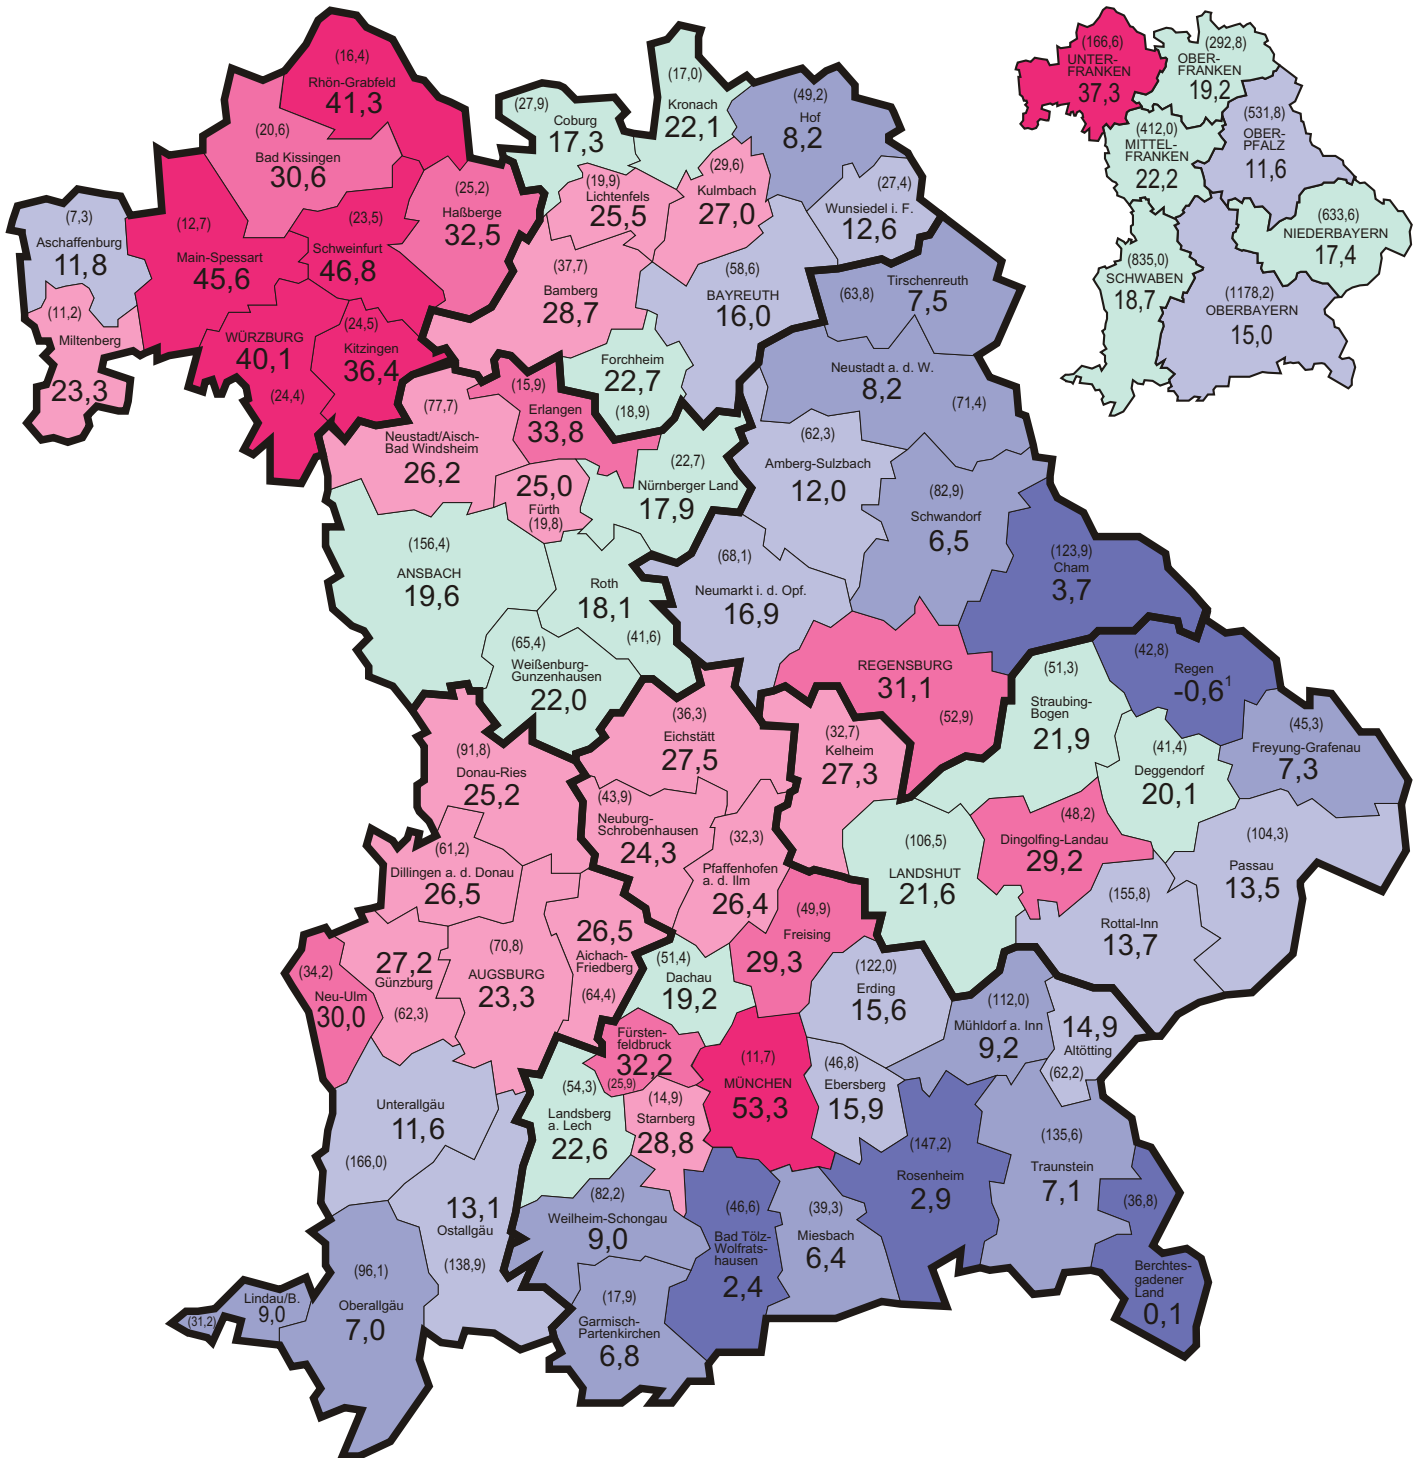 (16,4)
Rhön-Grabfeld
41,3
(20,6)
Bad Kissingen
30,6
(7,3)
Aschaffenburg
11,8
(12,7)
Main-Spessart
45,6
(23,5)
Schweinfurt
46,8
(25,2)
Haßberge
32,5
(11,2)
Miltenberg
23,3
WÜRZBURG
40,1
(24,4)
(24,5)
Kitzingen
36,4
(27,9)
Coburg
17,3
(17,0)
Kronach
22,1
(49,2)
Hof
8,2
(19,9)
Lichtenfels
25,5
(29,6)
Kulmbach
27,0
(27,4)
Wunsiedel i. F.
12,6
(37,7)
Bamberg
28,7
(58,6)
BAYREUTH
16,0
Forchheim
22,7
(18,9)
(63,8)
Tirschenreuth
7,5
Neustadt a. d. W.
8,2
(71,4)
(62,3)
Amberg-Sulzbach
12,0
(82,9)
Schwandorf
6,5
(123,9)
Cham
3,7
(68,1)
Neumarkt i. d. Opf.
16,9
REGENSBURG
31,1
(52,9)
(77,7)
Neustadt/Aisch-
Bad Windsheim
26,2
(15,9)
Erlangen
33,8
25,0
Fürth
(19,8)
(22,7)
Nürnberger Land
17,9
(156,4)
ANSBACH
19,6
Roth
18,1
(41,6)
(65,4)
Weißenburg-
Gunzenhausen
22,0
(42,8)
Regen
-0,6¹
(51,3)
Straubing-
Bogen
21,9
(41,4)
Deggendorf
20,1
(45,3)
Freyung-Grafenau
7,3
(32,7)
Kelheim
27,3
(106,5)
LANDSHUT
21,6
(48,2)
Dingolfing-Landau
29,2
(104,3)
Passau
13,5
(155,8)
Rottal-Inn
13,7
(91,8)
Donau-Ries
25,2
(61,2)
Dillingen a. d. Donau
26,5
(34,2)
Neu-Ulm
30,0
27,2
Günzburg
(62,3)
(70,8)
AUGSBURG
23,3
26,5
Aichach-
Friedberg
(64,4)
Unterallgäu
11,6
(166,0)
13,1
Ostallgäu
(138,9)
(96,1)
Oberallgäu
7,0
Lindau/B.
9,0
(31,2)
(36,3)
Eichstätt
27,5
(43,9)
Neuburg-
Schrobenhausen
24,3
(32,3)
Pfaffenhofen
a. d. Ilm
26,4
(49,9)
Freising
29,3
(51,4)
Dachau
19,2
(122,0)
Erding
15,6
(112,0)
Mühldorf a. Inn
9,2
14,9
Altötting
(62,2)
Fürsten-
feldbruck
32,2
(25,9)
(11,7)
MÜNCHEN
53,3
(46,8)
Ebersberg
15,9
(54,3)
Landsberg
a. Lech
22,6
(14,9)
Starnberg
28,8
(147,2)
Rosenheim
2,9
(135,6)
Traunstein
7,1
(36,8)
Berchtes-
gadener
Land
0,1
(82,2)
Weilheim-Schongau
9,0
(46,6)
Bad Tölz-
Wolfrats-
hausen
2,4
(39,3)
Miesbach
6,4
(17,9)
Garmisch-
Partenkirchen
6,8
(166,6)
UNTER-
FRANKEN
37,3
(292,8)
OBER-
FRANKEN
19,2
(412,0)
MITTEL-
FRANKEN
22,2
(531,8)
OBER-
PFALZ
11,6
(633,6)
NIEDERBAYERN
17,4
(835,0)
SCHWABEN
18,7
(1178,2)
OBERBAYERN
15,0